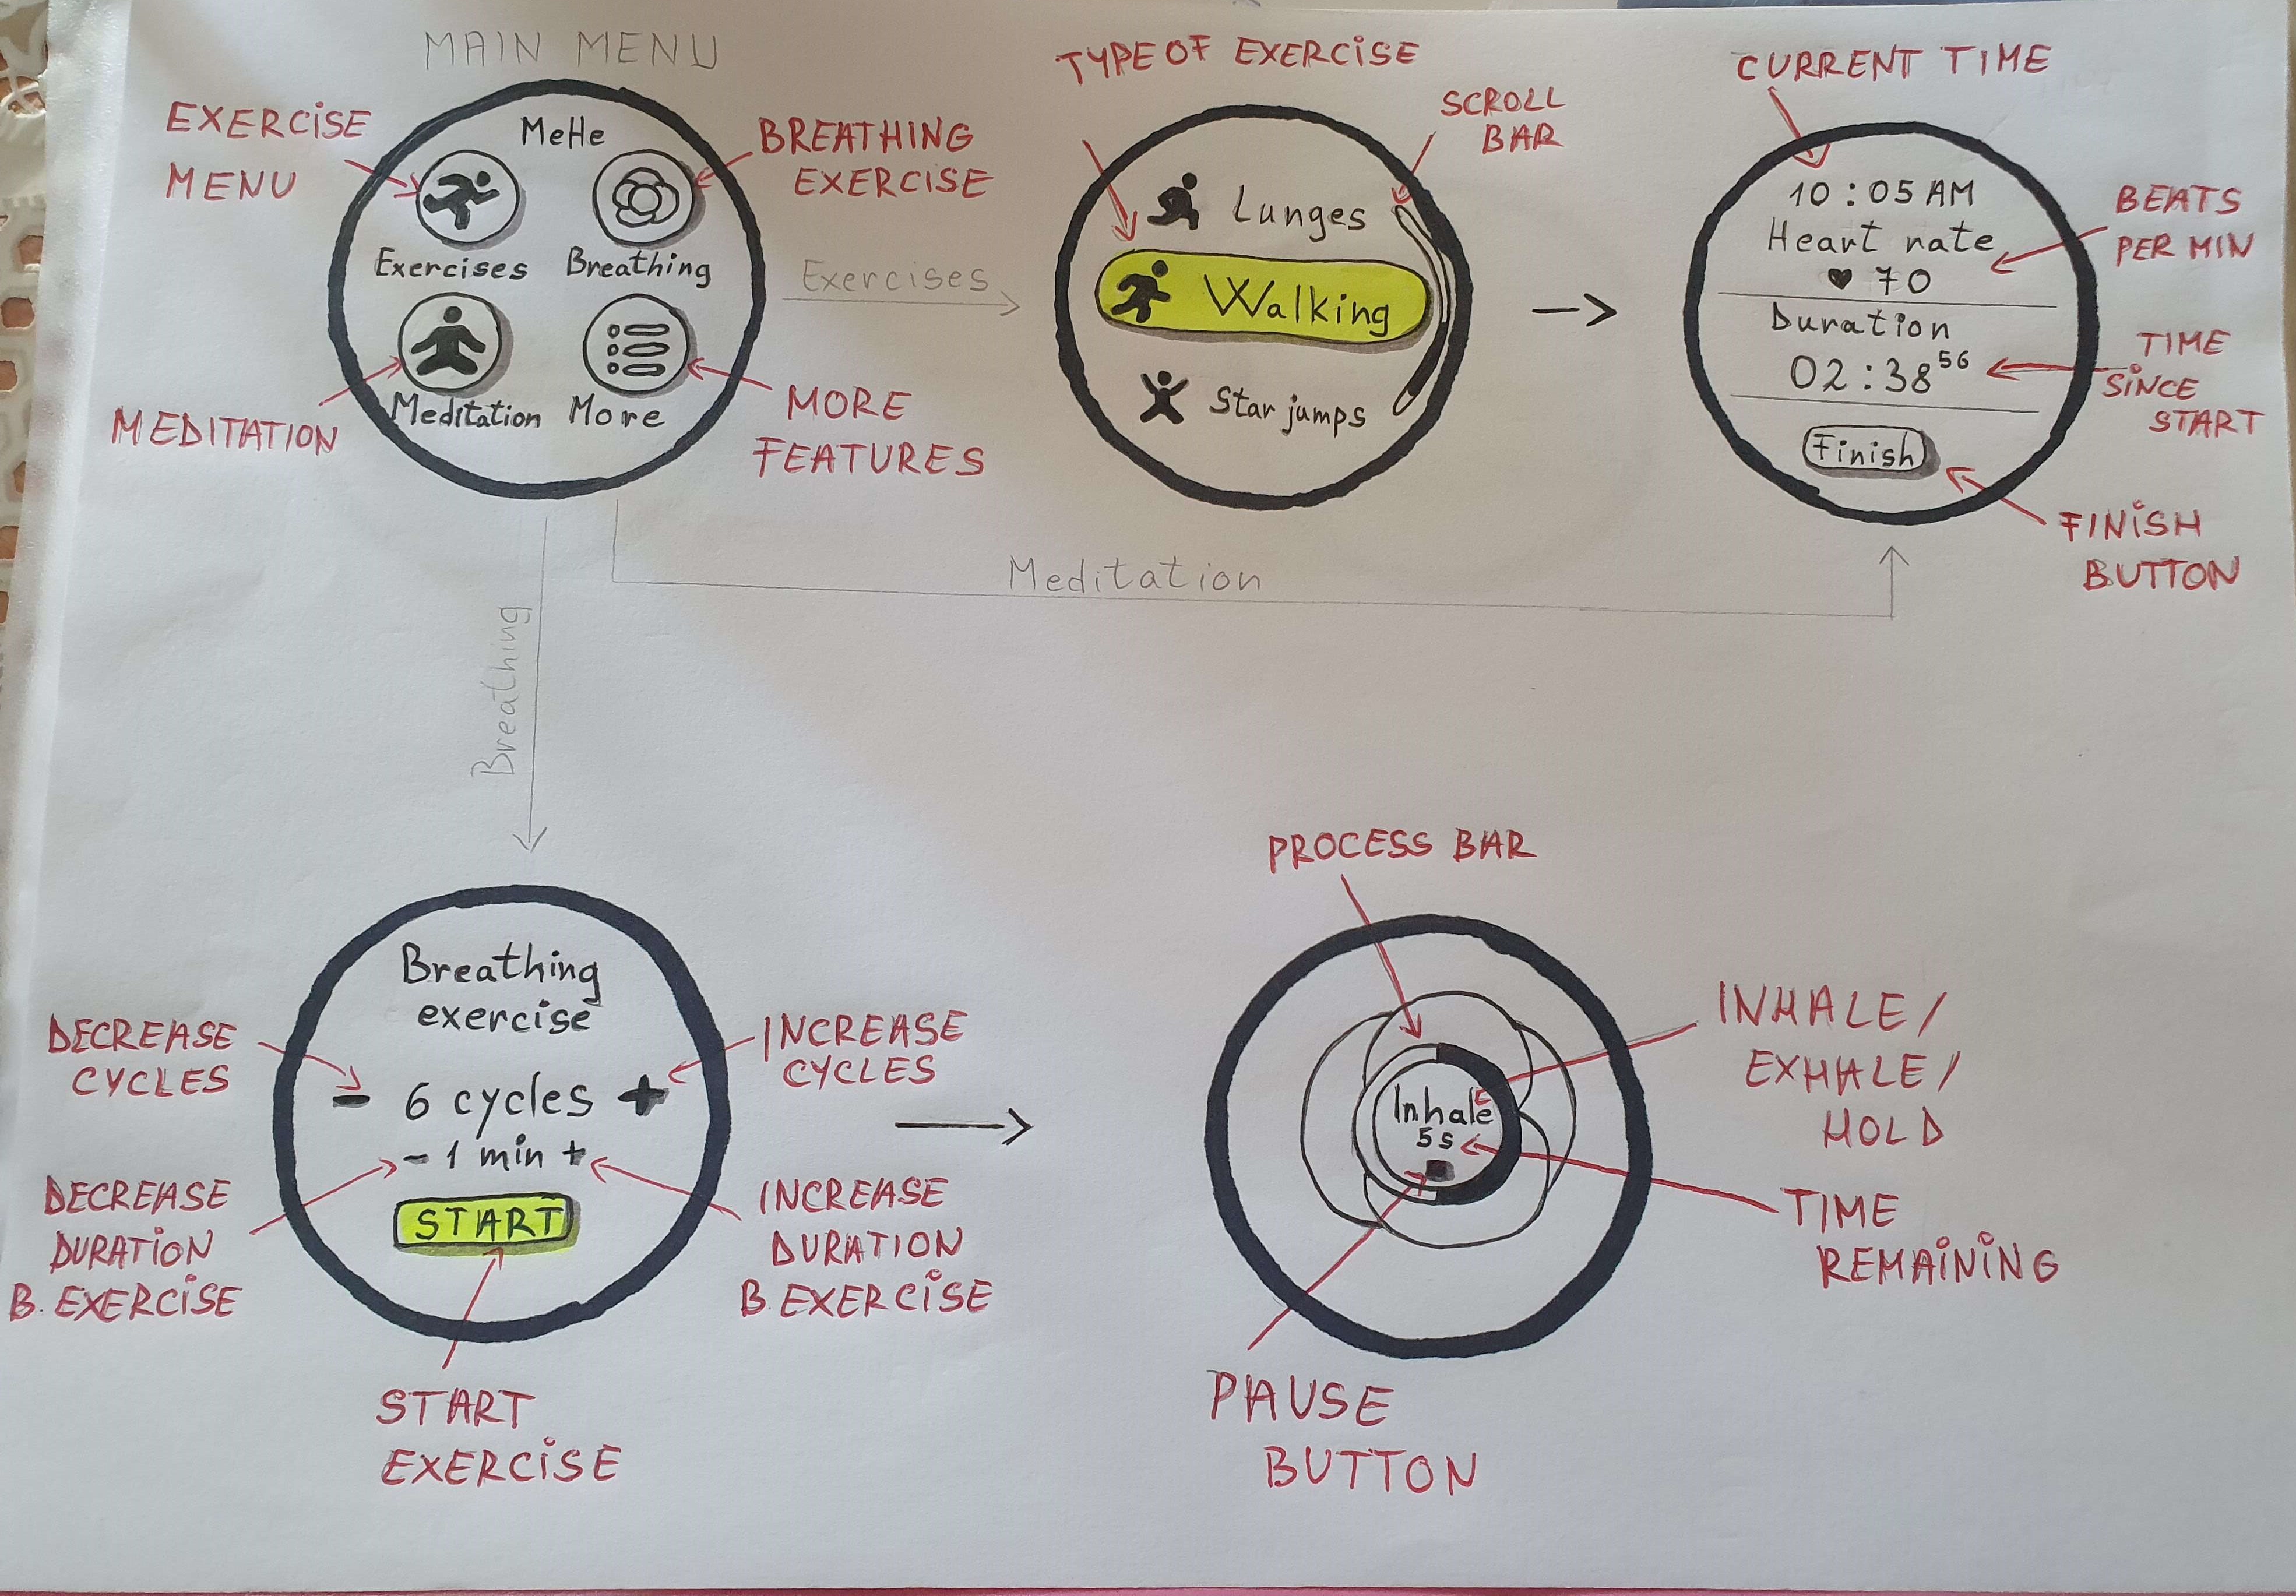 MAIN MENU
EXERCISE
MENU
MeHe
BREATHING
EXERCISE
Exercises
Breathing
MEDITATION
Meditation
More
MORE
FEATURES
Exercises
TYPE OF EXERCISE
SCROLL
BAR
Lunges
Walking
Star jumps
CURRENT TIME
10:05 AM
Heart rate
♥ 70
BEATS
PER MIN
Duration
02:38 56
TIME
SINCE
START
Finish
FINISH
BUTTON
Meditation
Breathing
Breathing
exercise
DECREASE
CYCLES
- 6 cycles +
INCREASE
CYCLES
- 1 min +
DECREASE
DURATION
B. EXERCISE
INCREASE
DURATION
B. EXERCISE
START
START
EXERCISE
PROCESS BAR
Inhale
5s
INHALE/
EXHALE/
HOLD
TIME
REMAINING
PAUSE
BUTTON